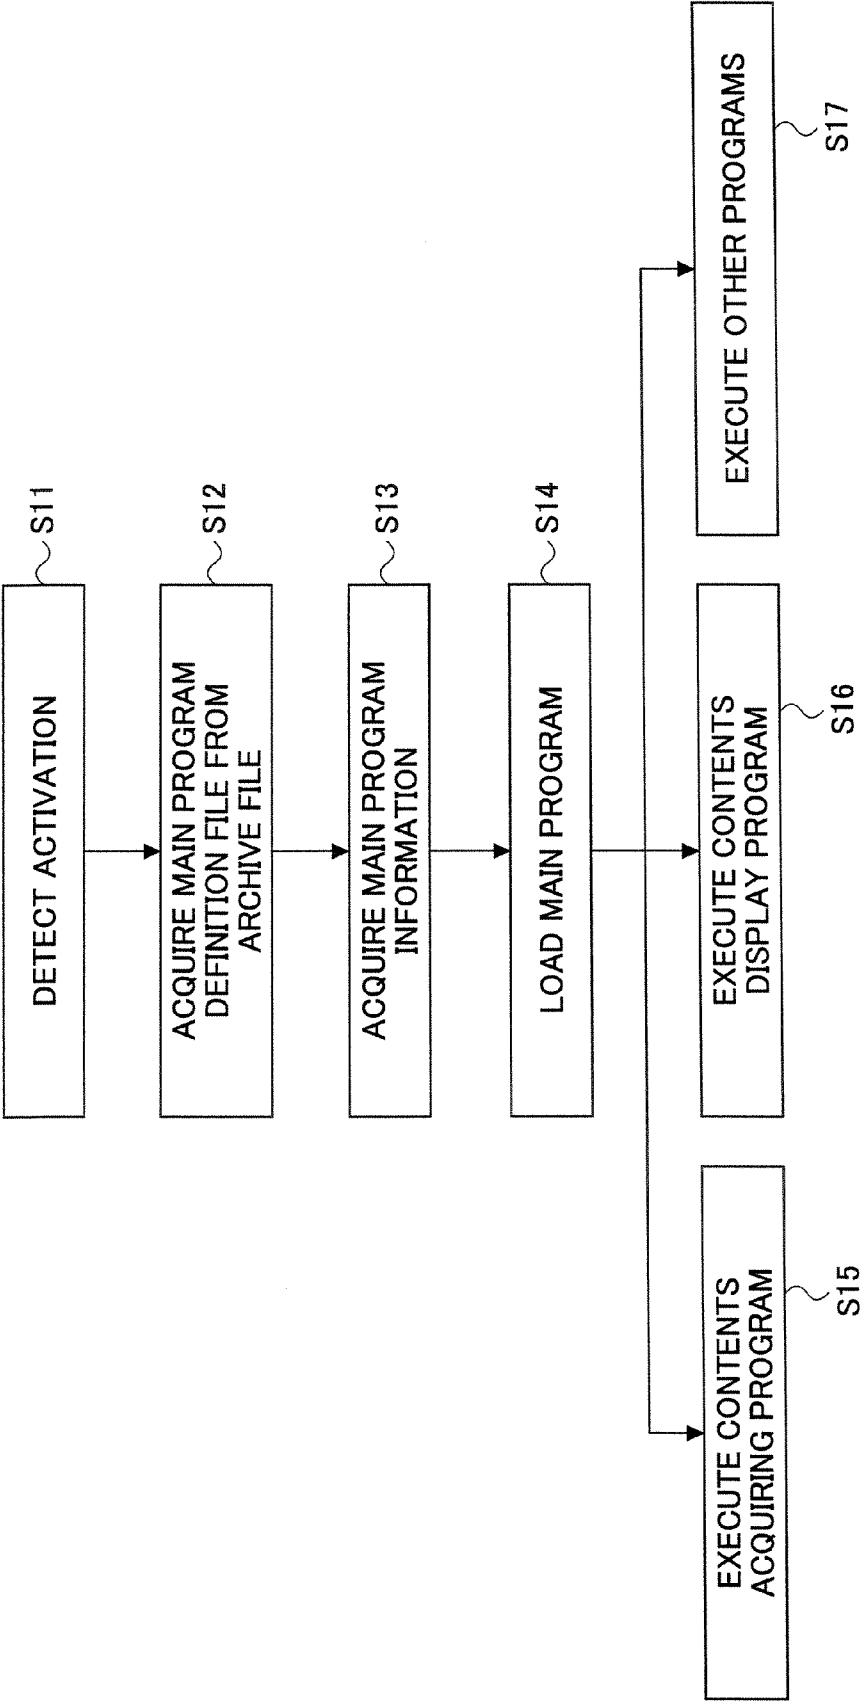 DETECT ACTIVATION
S11
ACQUIRE MAIN PROGRAM
DEFINITION FILE FROM
ARCHIVE FILE
S12
ACQUIRE MAIN PROGRAM
INFORMATION
S13
LOAD MAIN PROGRAM
S14
EXECUTE CONTENTS
ACQUIRING PROGRAM
S15
EXECUTE CONTENTS
DISPLAY PROGRAM
S16
EXECUTE OTHER PROGRAMS
S17